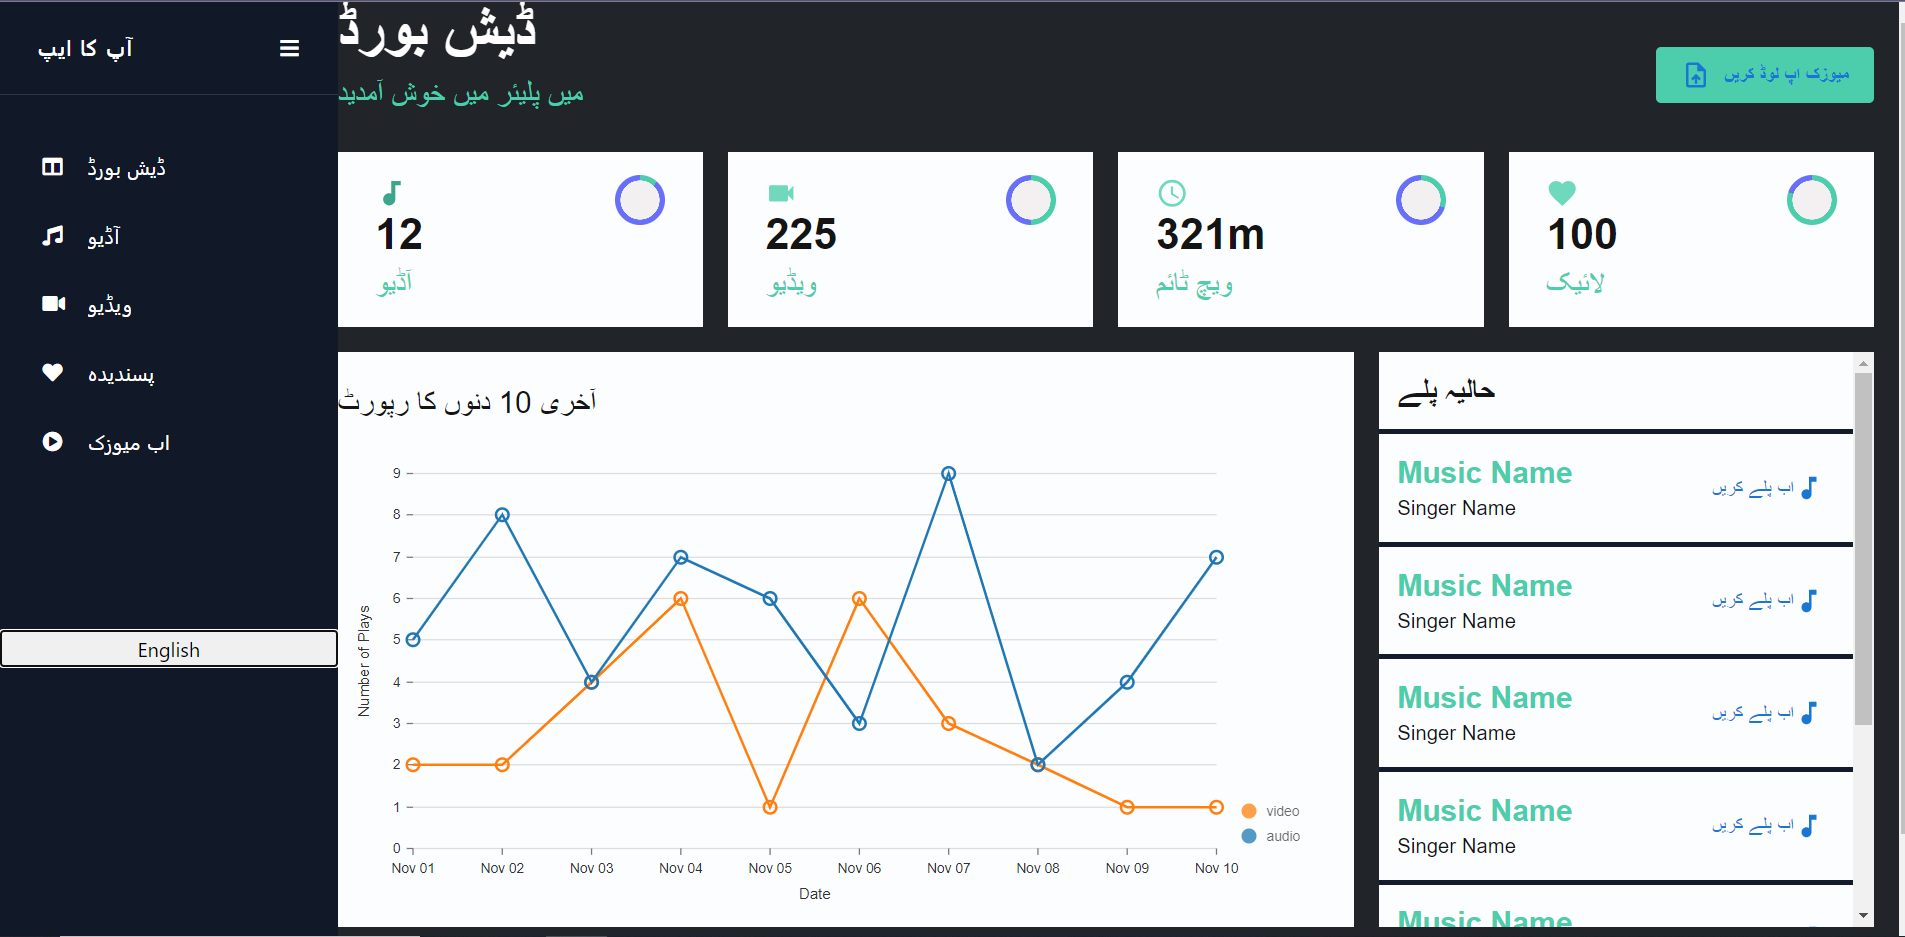 آپ کا ایپ
ڈیش بورڈ
آڈیو
ویڈیو
پسندیدہ
اب میوزک
English
ڈیش بورڈ
میں پلیئر میں خوش آمدید
میوزک اپ لوڈ کریں
12
آڈیو
225
ویڈیو
321m
ویچ ٹائم
100
لائیک
آخری 10 دنوں کا رپورٹ
Number of Plays
9
8
7
6
5
4
3
2
1
0
Nov 01 Nov 02 Nov 03 Nov 04 Nov 05 Nov 06 Nov 07 Nov 08 Nov 09 Nov 10
Date
video
audio
حالیہ پلے
Music Name
Singer Name
اب پلے کریں
Music Name
Singer Name
اب پلے کریں
Music Name
Singer Name
اب پلے کریں
Music Name
Singer Name
اب پلے کریں
Music Name